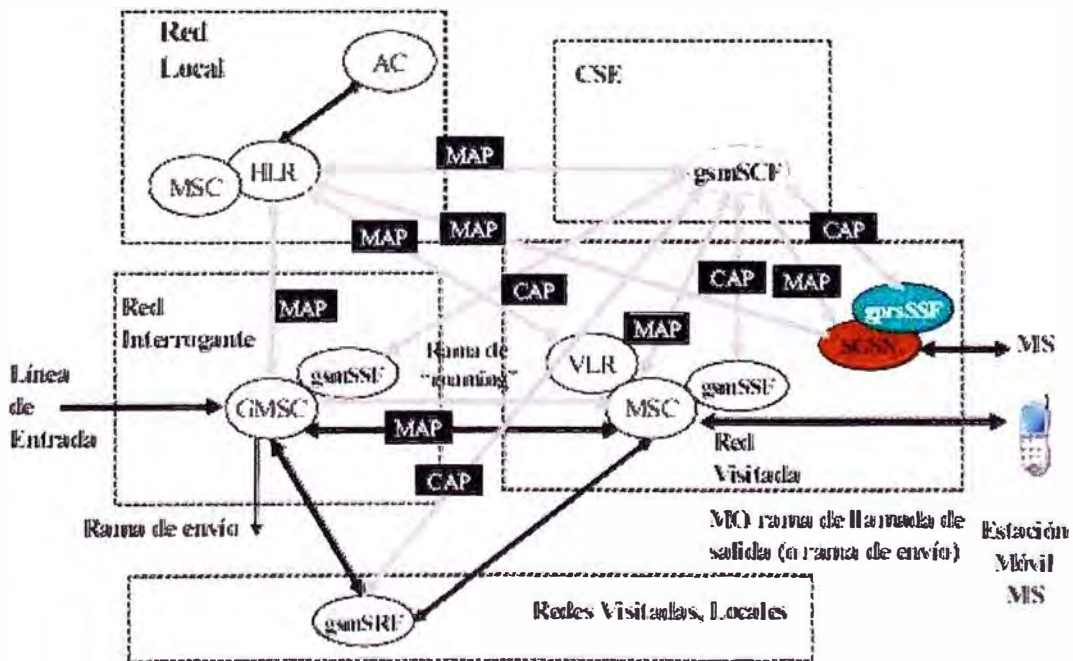 Red
Local
AC
CSE
MSC
HLR
MAP
gsmSCF
MAP
MAP
CAP
Red
Interrogante
MAP
CAP
CAP
MAP
gprsSSF
SGSN
MS
Rama de
"roaming"
VLR
MAP
gsmSSF
gsmSSF
Línea
de
Entrada
GMSC
MAP
MSC
Red
Visitada
CAP
Rama de envío
MO rama de llamada de
salida (o rama de envío)
Estación
Móvil
MS
gsmSRF
Redes Visitadas, Locales